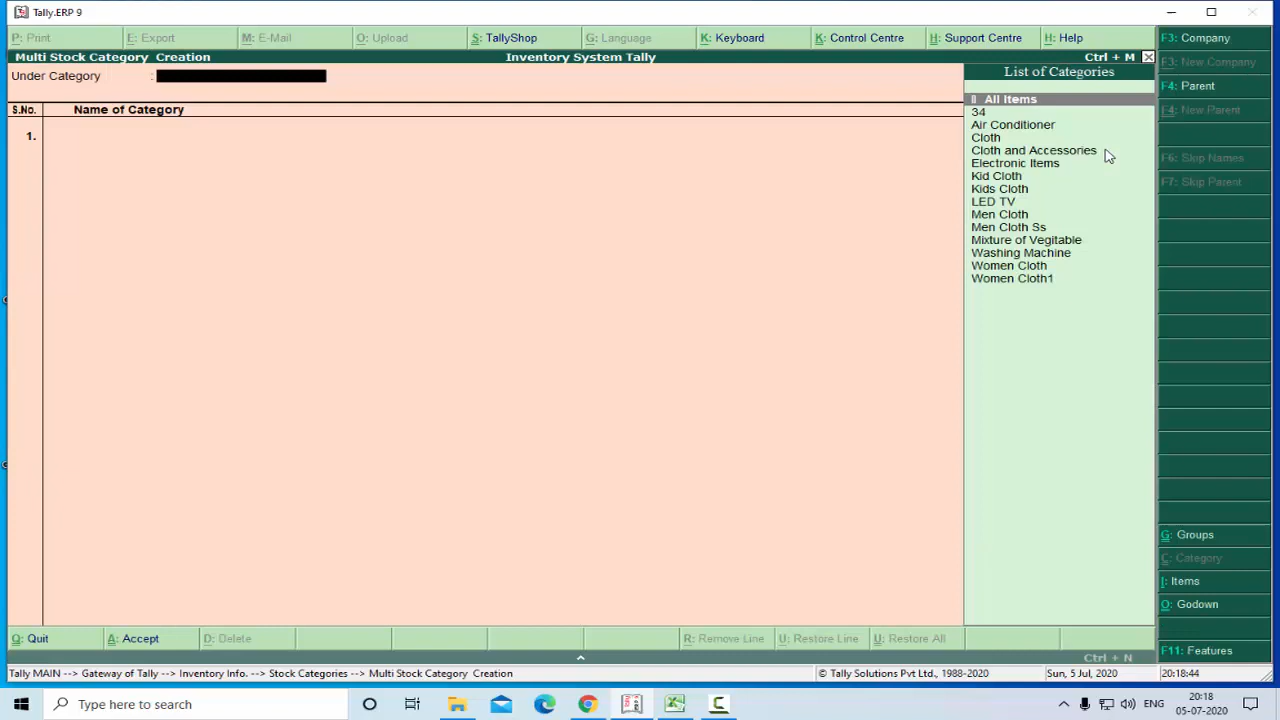 Tally.ERP 9
P: Print
E: Export
M: E-Mail
O: Upload
S: TallyShop
G: Language
K: Keyboard
K: Control Centre
H: Support Centre
H: Help
F3: Company
Multi Stock Category Creation
Inventory System Tally
Ctrl + M
F3: New Company
Under Category :
List of Categories
F4: Parent
S.No.
Name of Category
All Items
F4: New Parent
34
1.
Air Conditioner
Cloth
Cloth and Accessories
Electronic Items
Kid Cloth
Kids Cloth
LED TV
Men Cloth
Men Cloth Ss
Mixture of Vegitable
Washing Machine
Women Cloth
Women Cloth1
F6: Skip Names
F7: Skip Parent
G: Groups
C: Category
I: Items
O: Godown
Q: Quit
A: Accept
D: Delete
R: Remove Line
U: Restore Line
U: Restore All
F11: Features
Ctrl + N
Tally MAIN --> Gateway of Tally --> Inventory Info. --> Stock Categories --> Multi Stock Category Creation
© Tally Solutions Pvt Ltd., 1988-2020
Sun, 5 Jul, 2020
20:18:44
Type here to search
ENG
20:18
05-07-2020